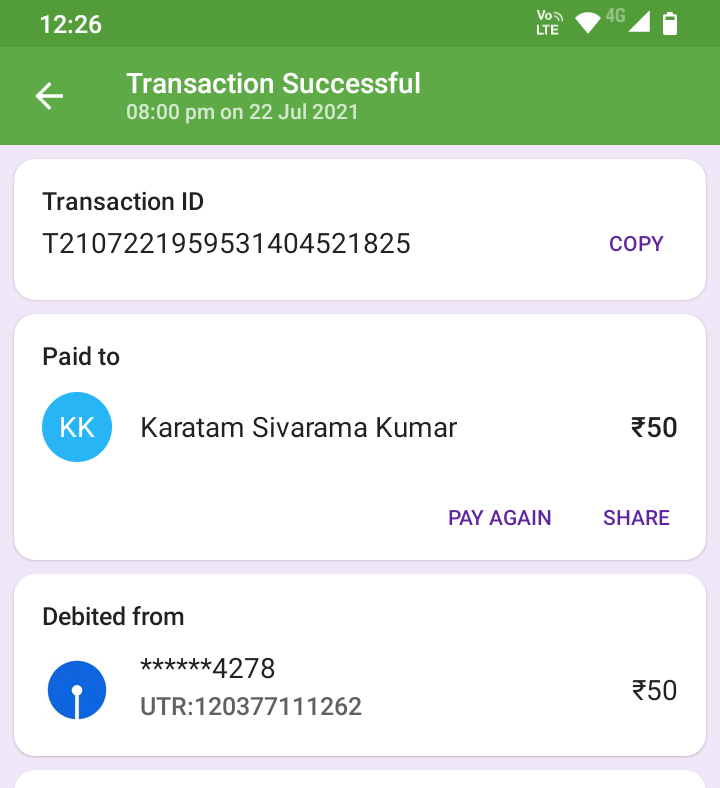 12:26
Vo LTE 4G
Transaction Successful
08:00 pm on 22 Jul 2021
Transaction ID
T2107221959531404521825 COPY
Paid to
KK Karatam Sivarama Kumar ₹50
PAY AGAIN SHARE
Debited from
******4278
UTR:120377111262 ₹50